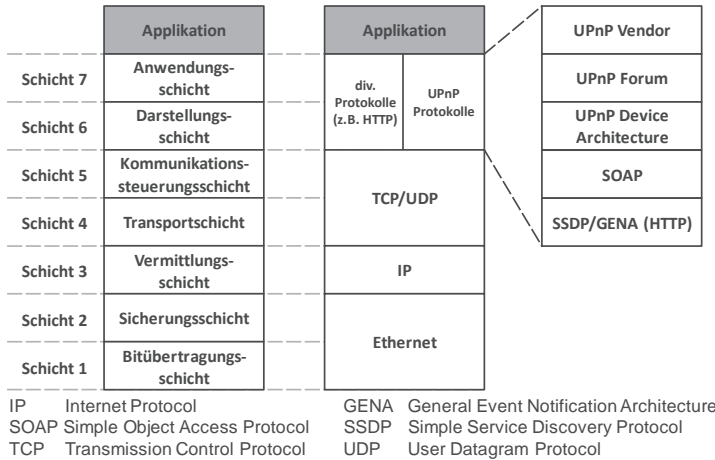 Applikation
Applikation
UPnP Vendor
Schicht 7
Anwendungs-
schicht
div.
Protokolle
(z.B. HTTP)
UPnP
Protokolle
UPnP Forum
Schicht 6
Darstellungs-
schicht
UPnP Device
Architecture
Schicht 5
Kommunikations-
steuerungsschicht
TCP/UDP
SOAP
Schicht 4
Transportschicht
SSDP/GENA (HTTP)
Schicht 3
Vermittlungs-
schicht
IP
Schicht 2
Sicherungsschicht
Ethernet
Schicht 1
Bitübertragungs-
schicht
IP Internet Protocol
GENA General Event Notification Architecture
SOAP Simple Object Access Protocol
SSDP Simple Service Discovery Protocol
TCP Transmission Control Protocol
UDP User Datagram Protocol